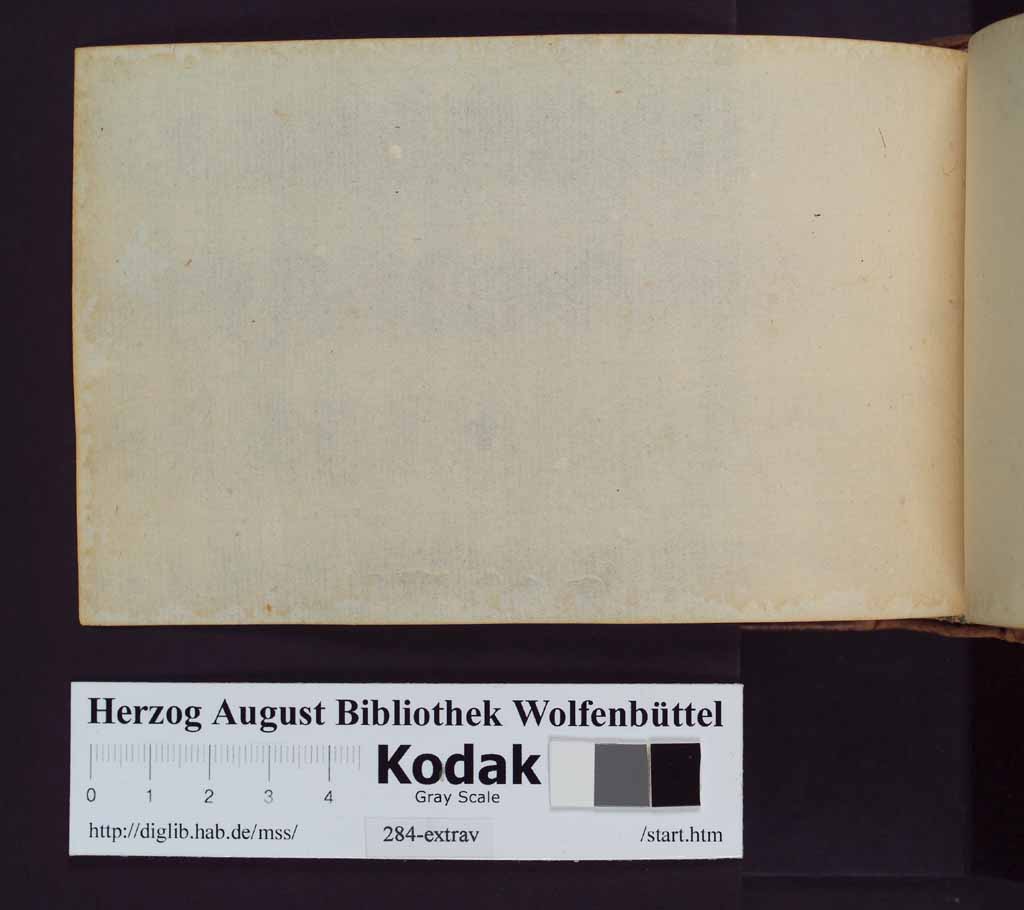 Herzog August Bibliothek Wolfenbüttel
Kodak
0 1 2 3 4
Gray Scale
http://diglib.hab.de/mss/ 284-extrav /start.htm